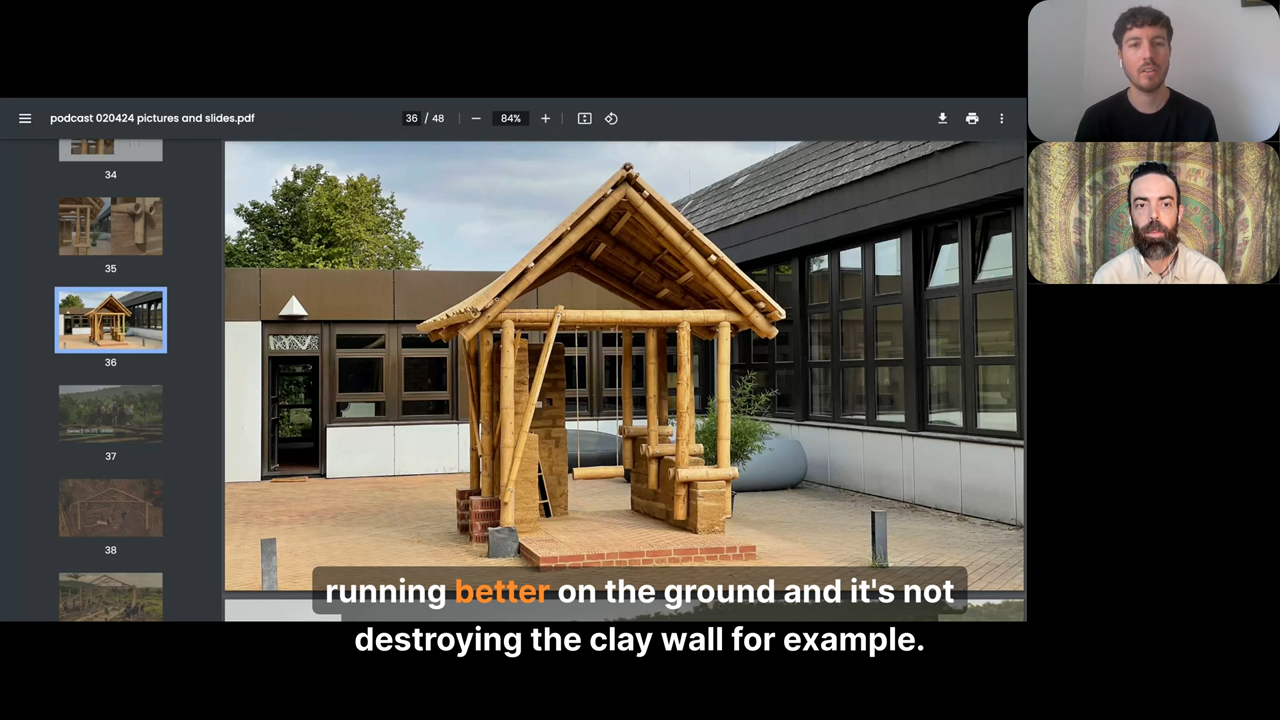 podcast 020424 pictures and slides.pdf
36 / 48
84%
34
35
36
37
38
running better on the ground and it's not
destroying the clay wall for example.